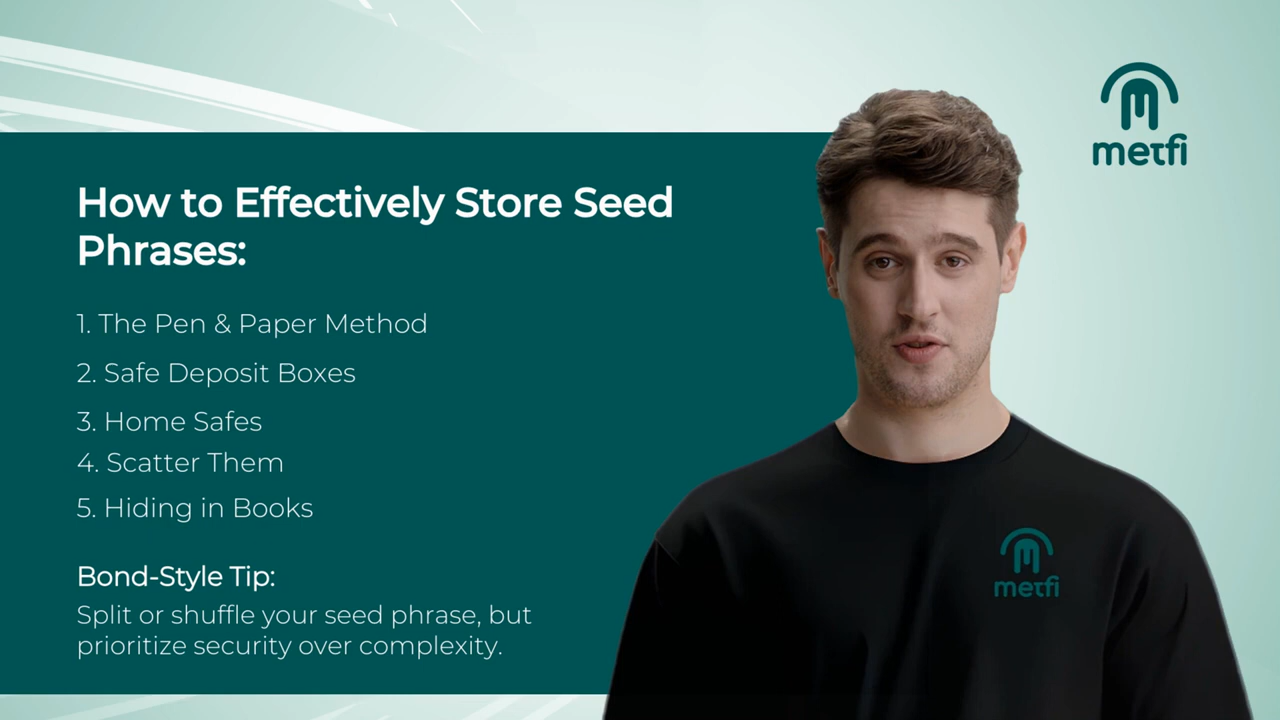 How to Effectively Store Seed
Phrases:
1. The Pen & Paper Method
2. Safe Deposit Boxes
3. Home Safes
4. Scatter Them
5. Hiding in Books
Bond-Style Tip:
Split or shuffle your seed phrase, but
prioritize security over complexity.
metfi
metfi